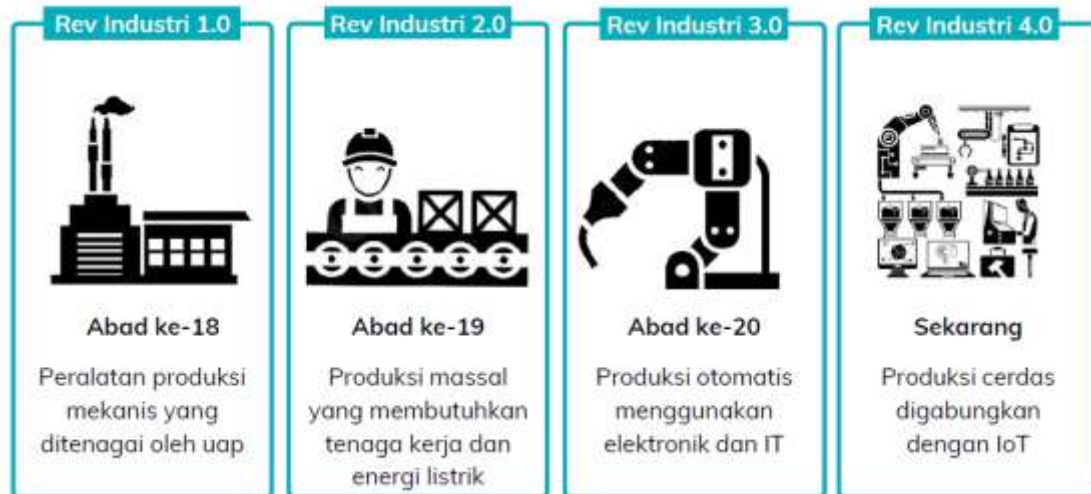 Rev Industri 1.0
Abad ke-18
Peralatan produksi
mekanis yang
ditenagai oleh uap
Rev Industri 2.0
Abad ke-19
Produksi massal
yang membutuhkan
tenaga kerja dan
energi listrik
Rev Industri 3.0
Abad ke-20
Produksi otomatis
menggunakan
elektronik dan IT
Rev Industri 4.0
Sekarang
Produksi cerdas
digabungkan
dengan IoT